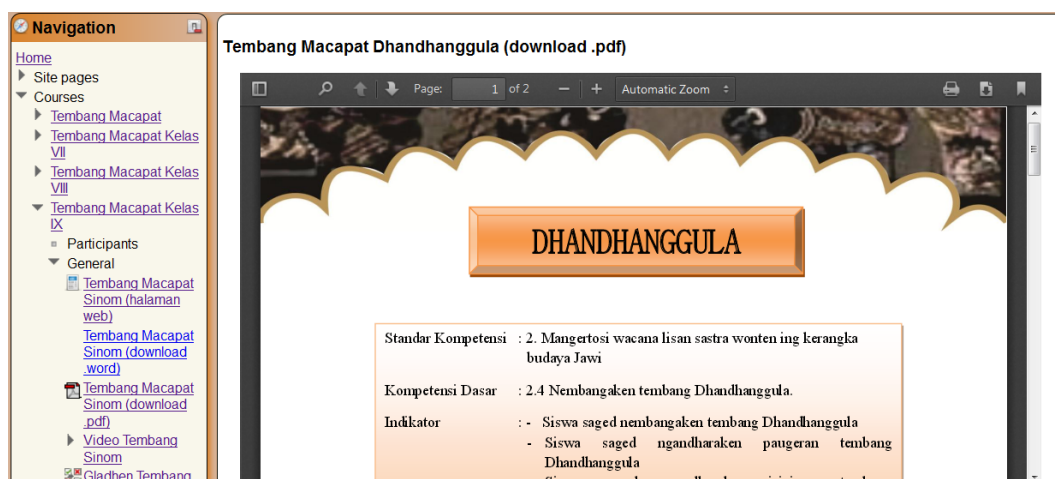 Navigation
Home
Site pages
Courses
Tembang Macapat
Tembang Macapat Kelas
VII
Tembang Macapat Kelas
VIII
Tembang Macapat Kelas
IX
Participants
General
Tembang Macapat
Sinom (halaman
web)
Tembang Macapat
Sinom (download
.word)
Tembang Macapat
Sinom (download
.pdf)
Video Tembang
Sinom
Gladhen Tembang
Tembang Macapat Dhandhanggula (download .pdf)
Page: 1 of 2 Automatic Zoom
DHANDHANGGULA
Standar Kompetensi : 2. Mangertosi wacana lisan sastra wonten ing kerangka
budaya Jawi
Kompetensi Dasar : 2.4 Nembangaken tembang Dhandhanggula.
Indikator : - Siswa saged nembangaken tembang Dhandhanggula
- Siswa saged ngandharaken paugeran tembang
Dhandhanggula